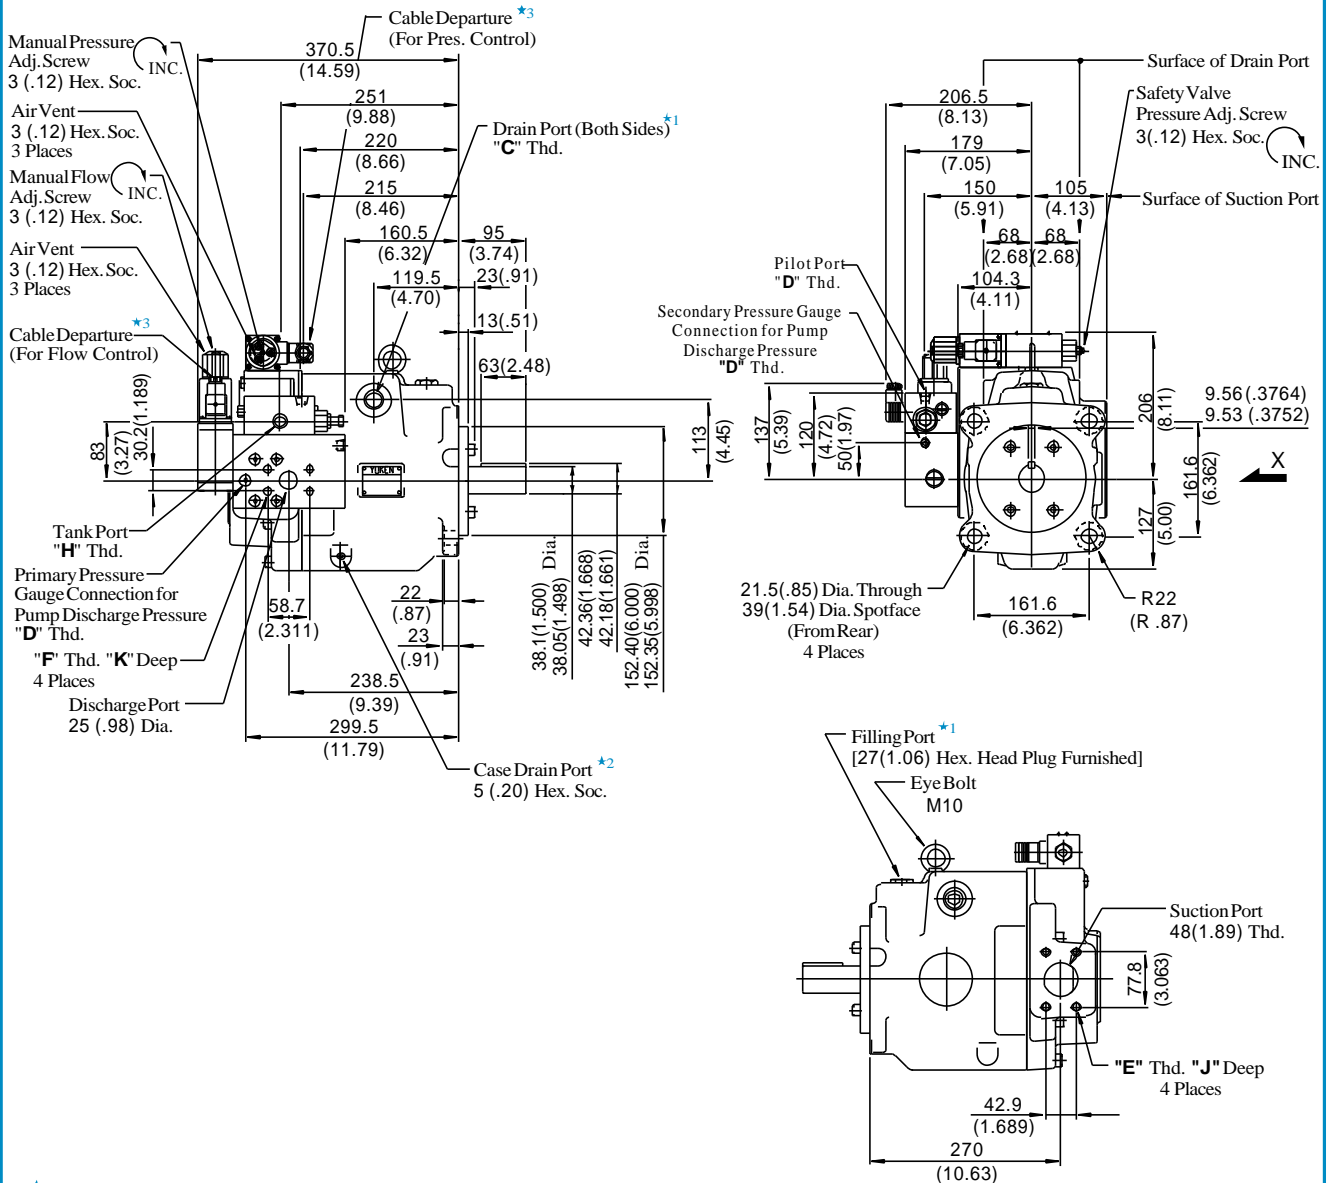 Cable Departure ★3
(For Pres. Control)
Manual Pressure
Adj. Screw
3 (.12) Hex. Soc.
INC.
370.5
(14.59)
Air Vent
3 (.12) Hex. Soc.
3 Places
251
(9.88)
Drain Port (Both Sides) ★1
"C" Thd.
220
(8.66)
Manual Flow
Adj. Screw
3 (.12) Hex. Soc.
INC.
215
(8.46)
160.5
(6.32)
95
(3.74)
Air Vent
3 (.12) Hex. Soc.
3 Places
119.5
(4.70)
23(.91)
13(.51)
Cable Departure ★3
(For Flow Control)
63(2.48)
83
(3.27)
30.2(1.189)
113
(4.45)
YUKEN
Tank Port
"H" Thd.
Primary Pressure
Gauge Connection for
Pump Discharge Pressure
"D" Thd.
"F" Thd. "K" Deep
4 Places
Discharge Port
25 (.98) Dia.
58.7
(2.311)
22
(.87)
23
(.91)
38.1(1.500) Dia.
38.05(1.498)
42.36(1.668)
42.18(1.661)
152.40(6.000) Dia.
152.35(5.998)
238.5
(9.39)
299.5
(11.79)
Case Drain Port ★2
5 (.20) Hex. Soc.
Surface of Drain Port
206.5
(8.13)
Safety Valve
Pressure Adj. Screw
3(.12) Hex. Soc.
INC.
179
(7.05)
150
(5.91)
105
(4.13)
Surface of Suction Port
68
(2.68)
68
(2.68)
Pilot Port
"D" Thd.
104.3
(4.11)
Secondary Pressure Gauge
Connection for Pump
Discharge Pressure
"D" Thd.
137
(5.39)
120
(4.72)
50(1.97)
206
(8.11)
9.56 (.3764)
9.53 (.3752)
161.6
(6.362)
X
127
(5.00)
21.5(.85) Dia. Through
39(1.54) Dia. Spotface
(From Rear)
4 Places
161.6
(6.362)
R22
(R .87)
Filling Port ★1
[27(1.06) Hex. Head Plug Furnished]
Eye Bolt
M10
Suction Port
48(1.89) Thd.
77.8
(3.063)
"E" Thd. "J" Deep
4 Places
42.9
(1.689)
270
(10.63)